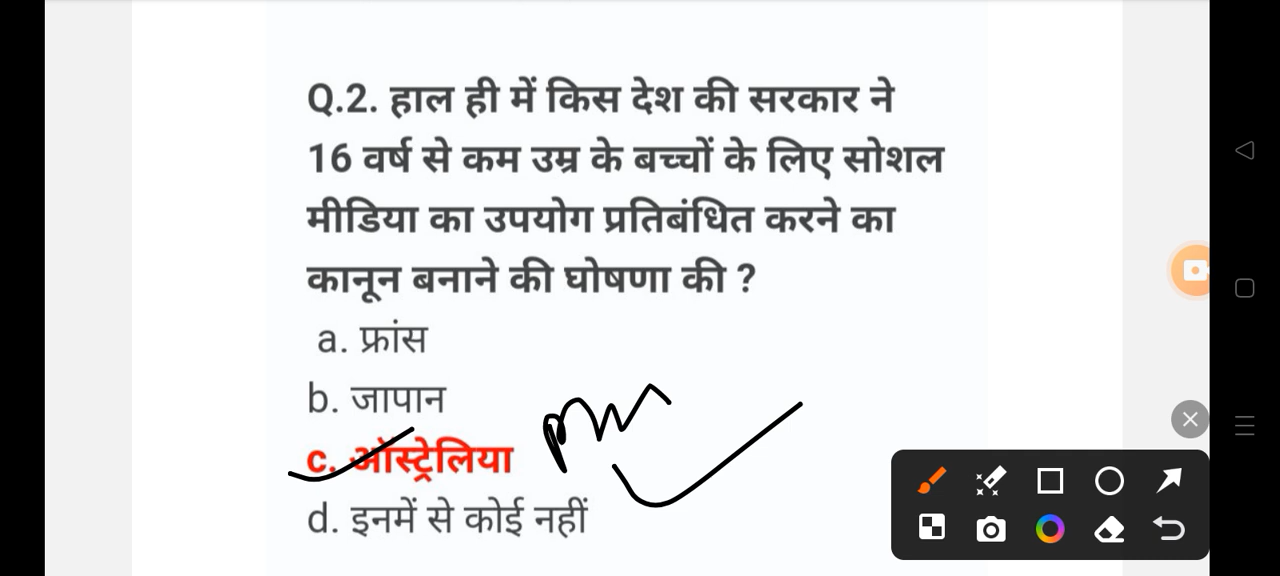 Q.2. हाल ही में किस देश की सरकार ने
16 वर्ष से कम उम्र के बच्चों के लिए सोशल
मीडिया का उपयोग प्रतिबंधित करने का
कानून बनाने की घोषणा की ?
a. फ्रांस
b. जापान
c. ऑस्ट्रेलिया
d. इनमें से कोई नहीं